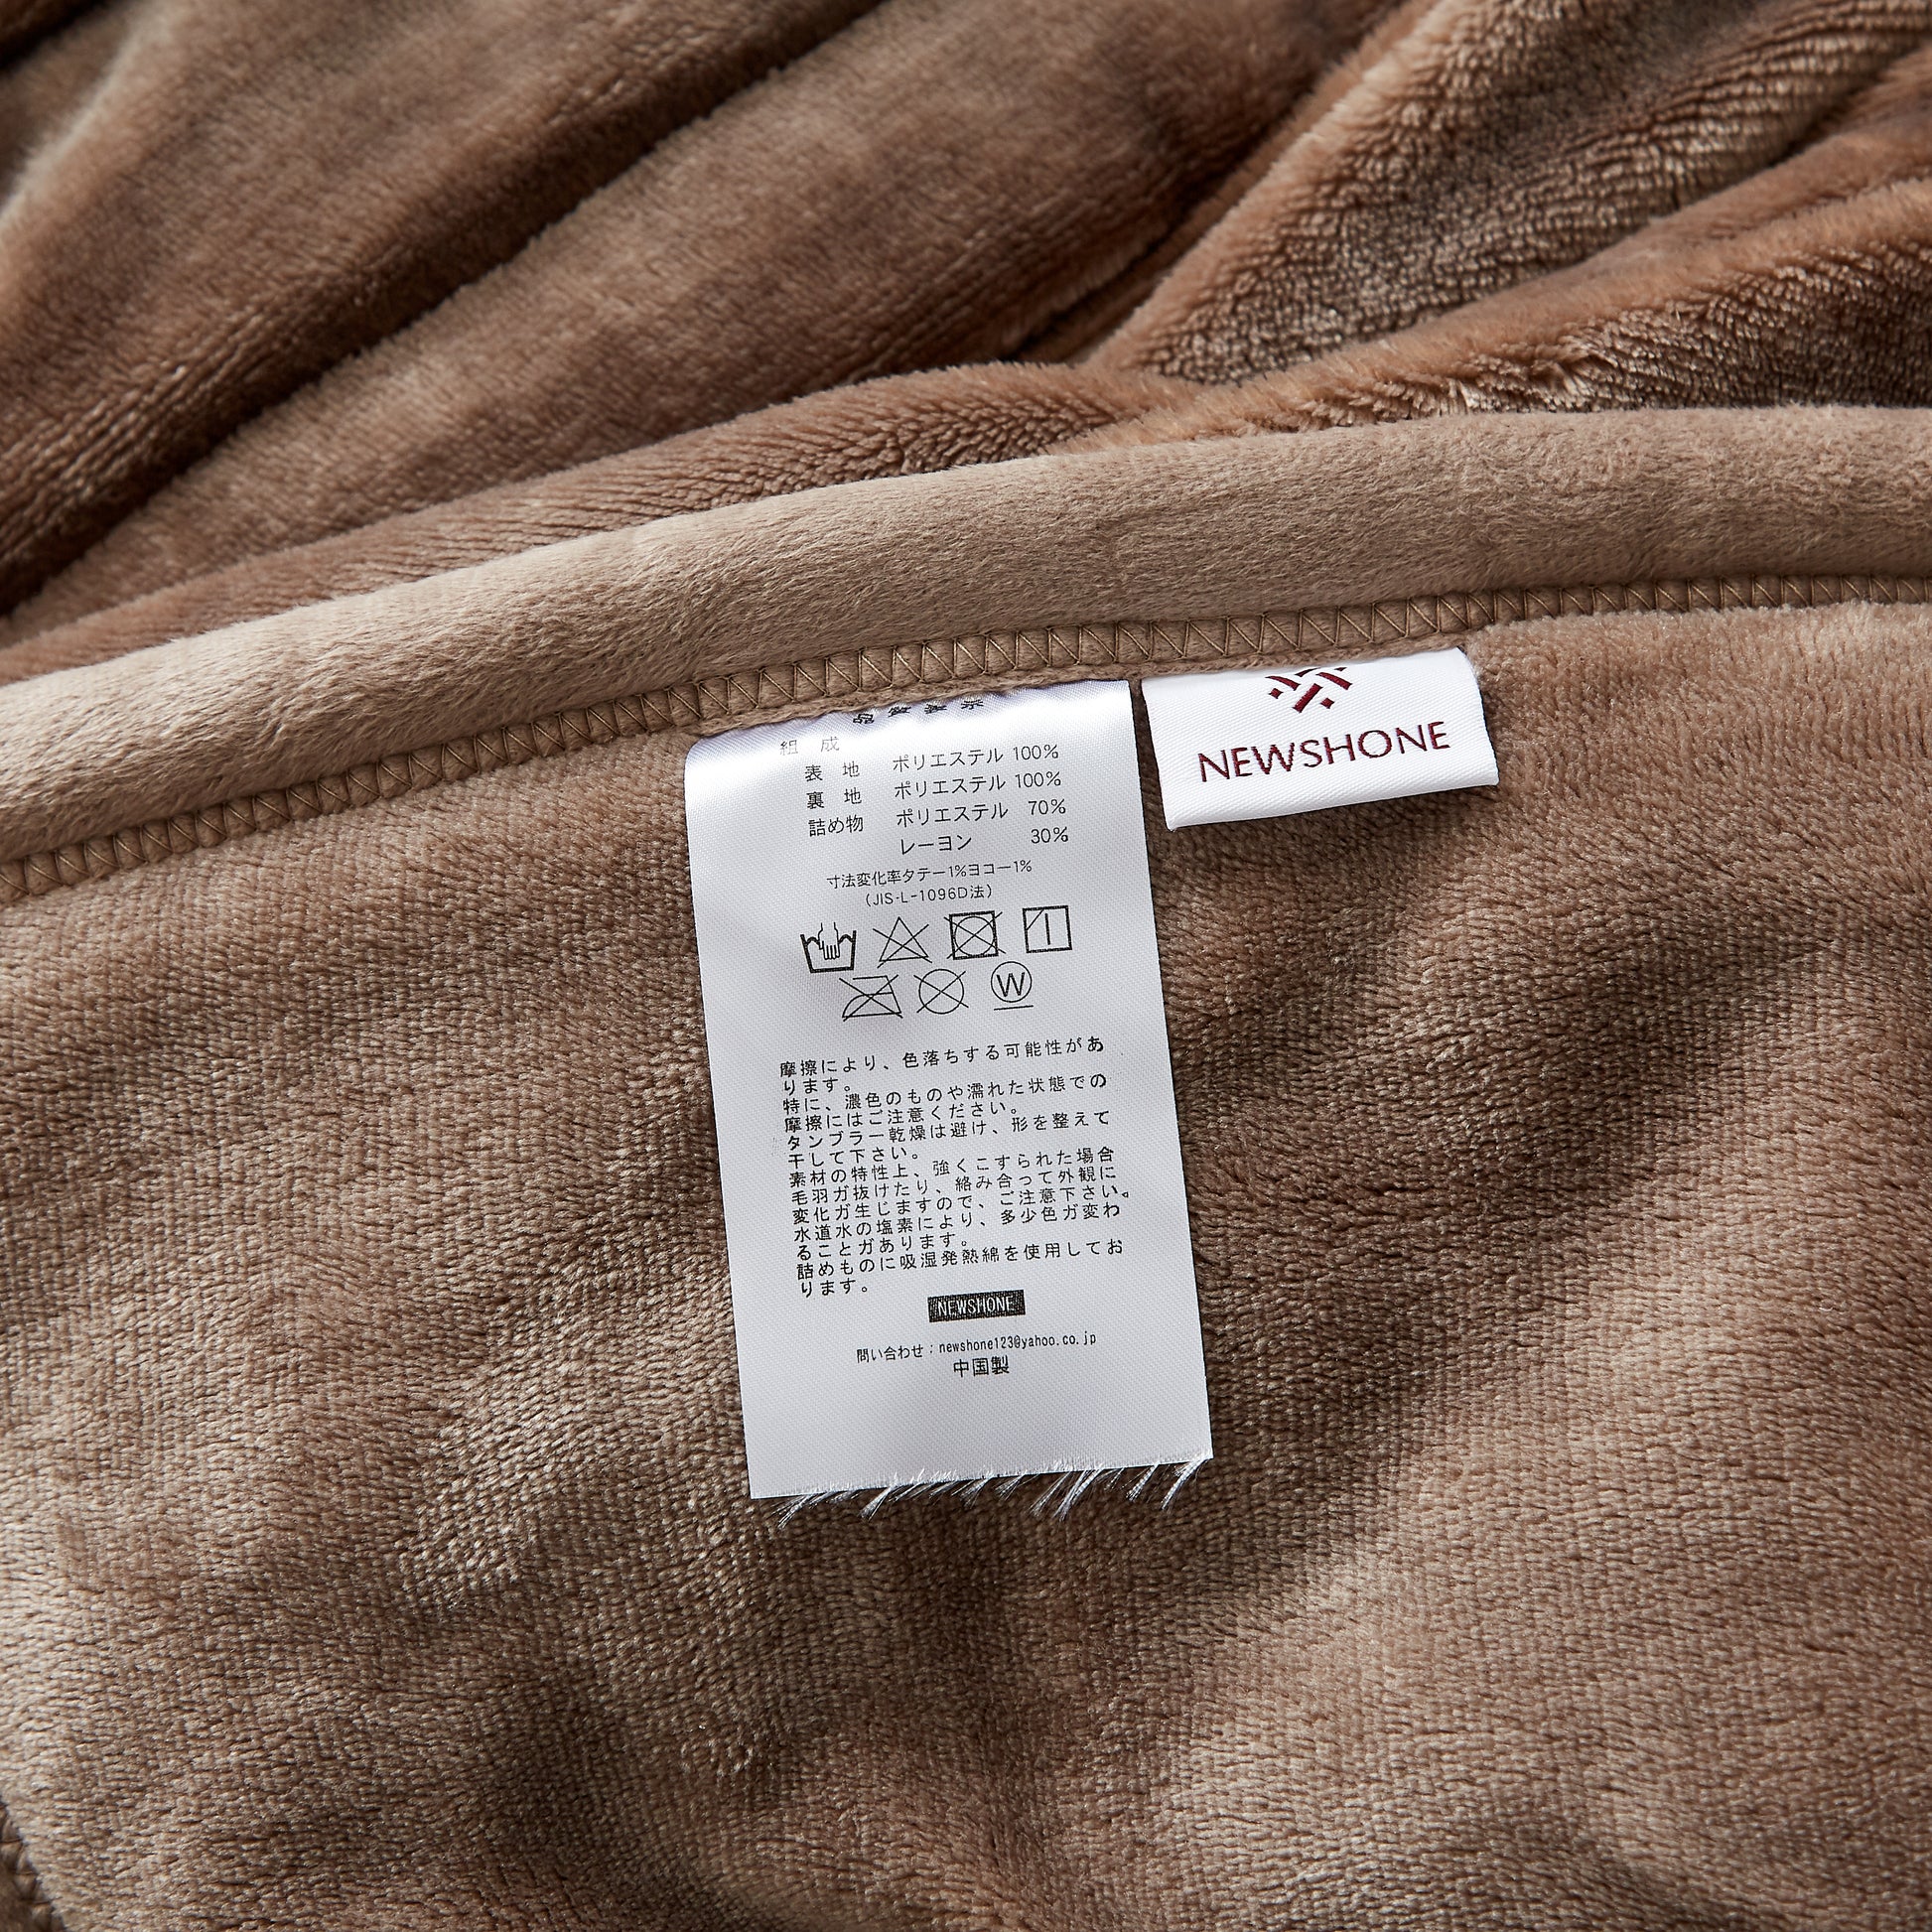 組 成
表 地 ポリエステル 100%
裏 地 ポリエステル 100%
詰め物 ポリエステル 70%
レーヨン 30%
寸法変化率タテー1%ヨコー1%
(JIS-L-1096D法)
W
摩擦により、色落ちする可能性があ
ります。
特に、濃色のものや濡れた状態での
摩擦にはご注意ください。
タンブラー乾燥は避け、形を整えて
干して下さい。
素材の特性上、強くこすられた場合
毛羽ガ抜けたり、絡み合って外観に
変化ガ生じますので、ご注意下さい。
水道水の塩素により、多少色ガ変わ
ることガあります。
詰めものに吸湿発熱綿を使用してお
ります。
NEWSHONE
問い合わせ：newshone123@yahoo.co.jp
中国製
NEWSHONE